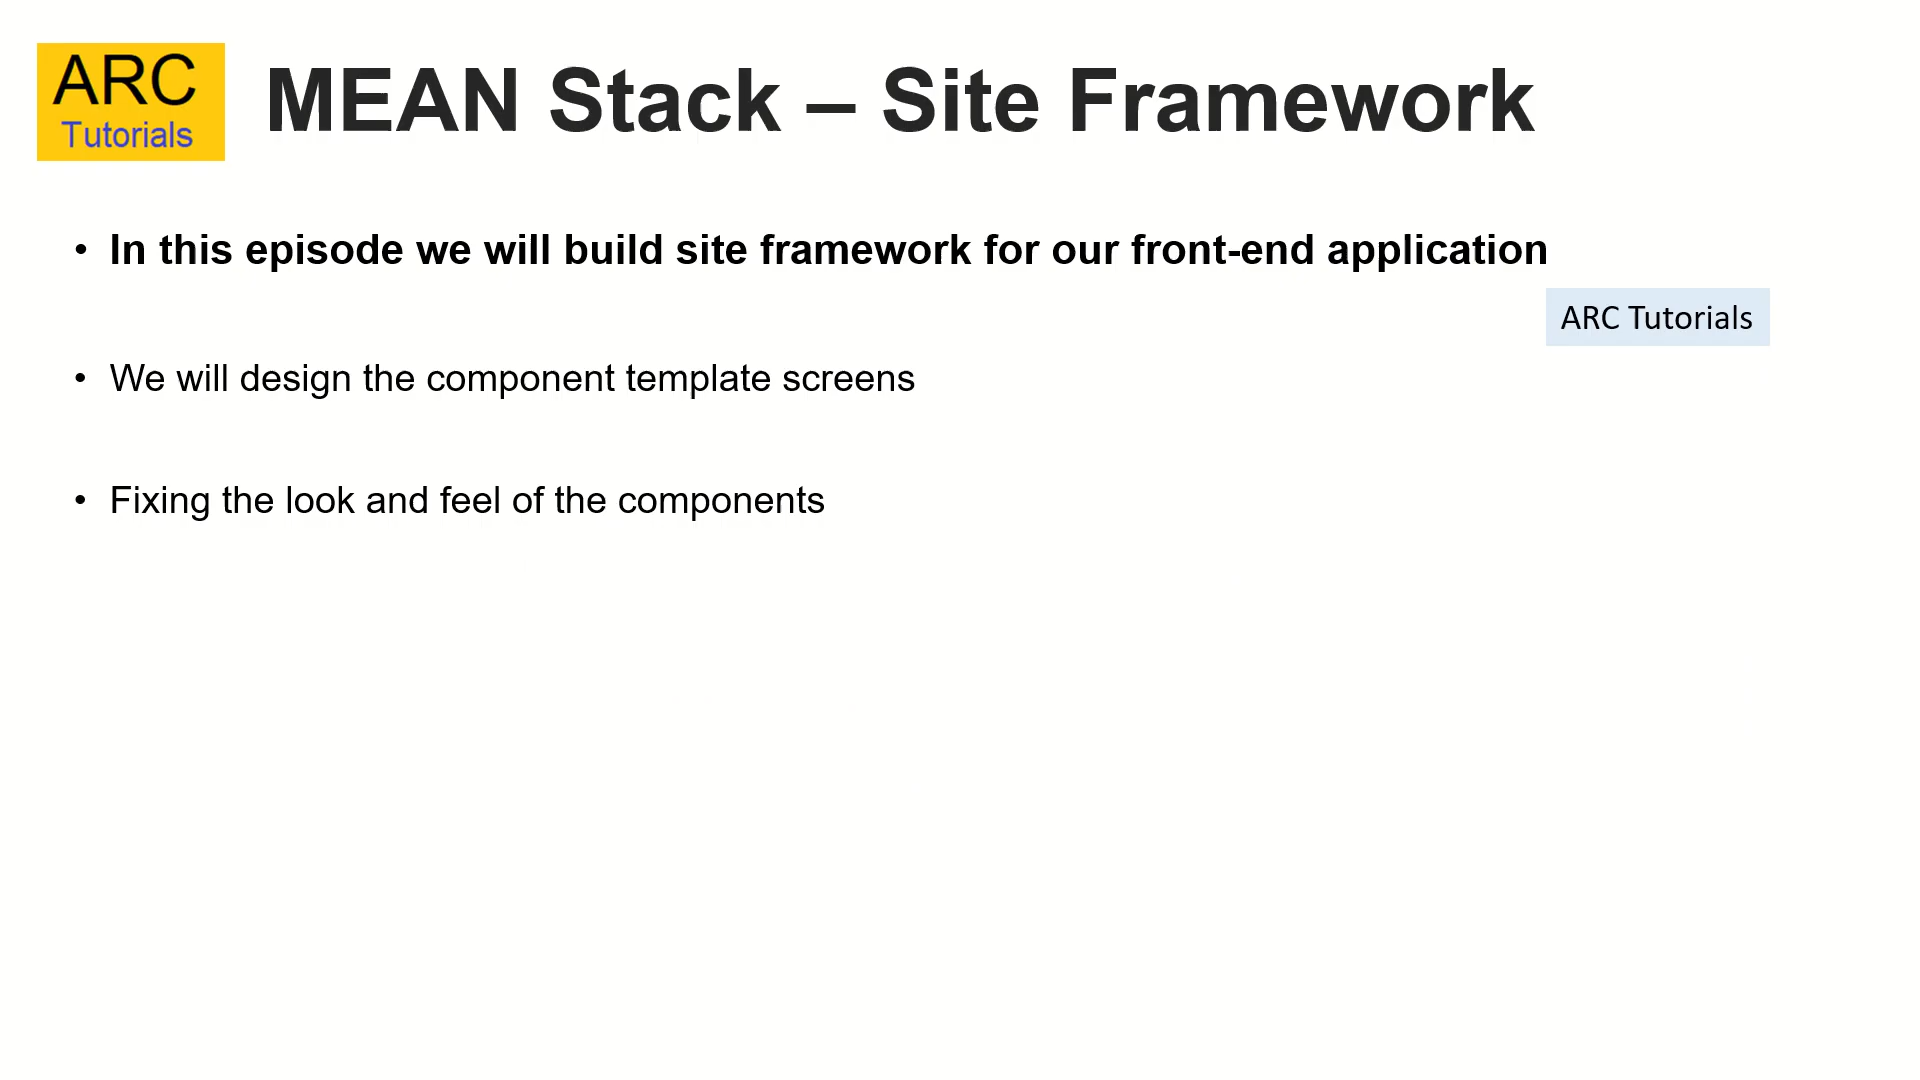 ARC
Tutorials
MEAN Stack – Site Framework
• In this episode we will build site framework for our front-end application
ARC Tutorials
• We will design the component template screens
• Fixing the look and feel of the components